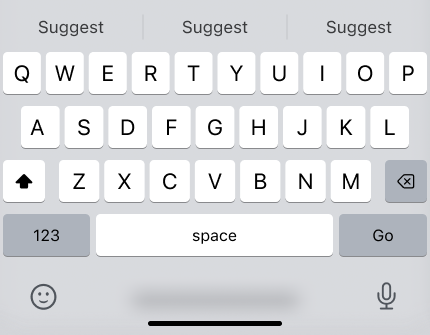 Suggest Suggest Suggest
Q W E R T Y U I O P
A S D F G H J K L
Z X C V B N M
123 space Go